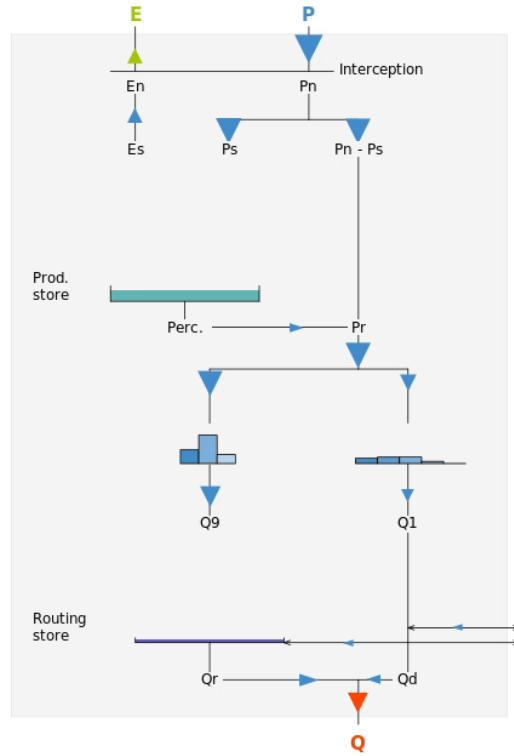 E P
Interception
En Pn
Es Ps Pn - Ps
Prod.
store
Perc. Pr
Q9 Q1
Routing
store
Qr Qd
Q